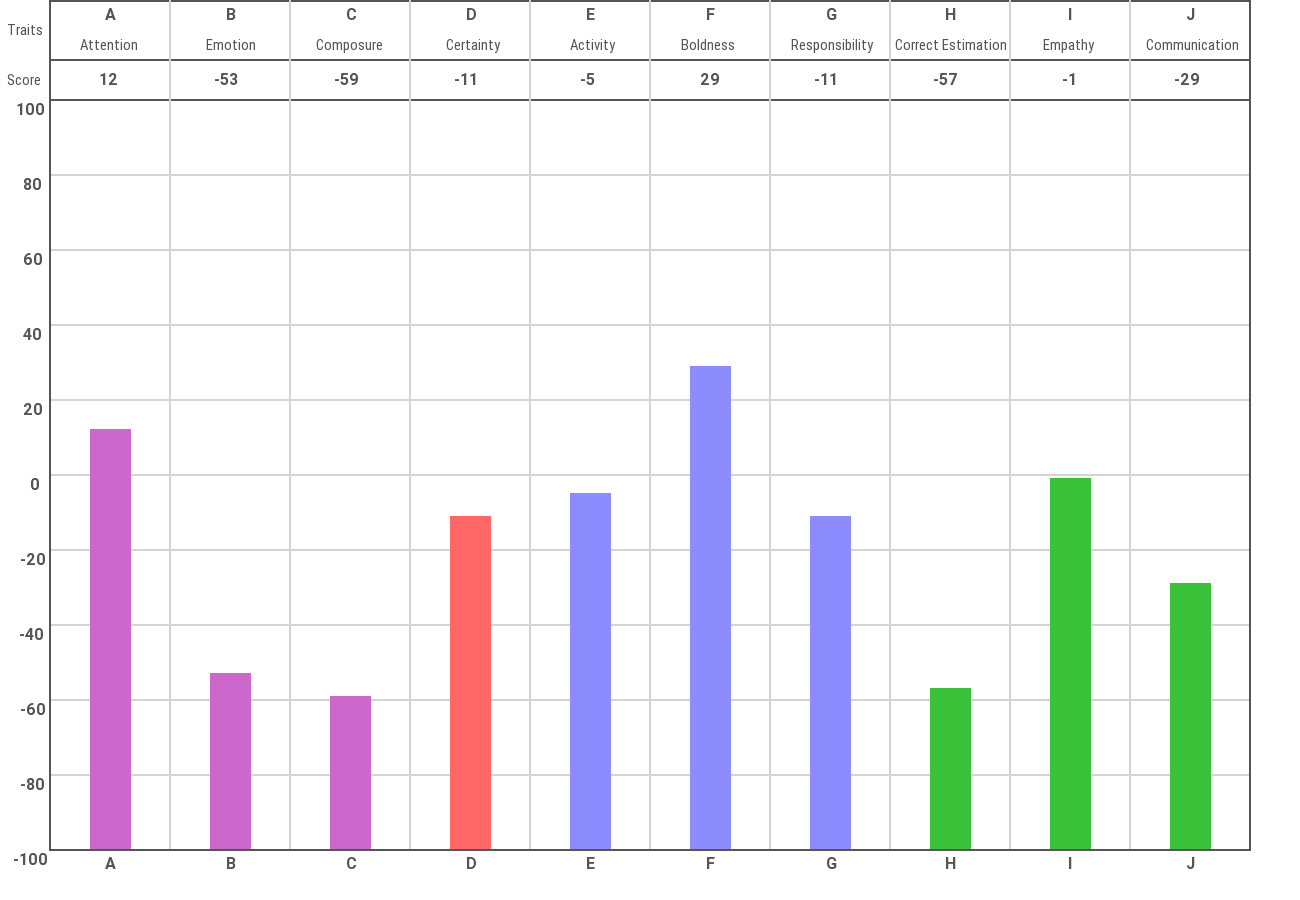 A B C D E F G H I J
Traits
Attention Emotion Composure Certainty Activity Boldness Responsibility Correct Estimation Empathy Communication
Score 12 -53 -59 -11 -5 29 -11 -57 -1 -29
100
80
60
40
20
0
-20
-40
-60
-80
-100
A B C D E F G H I J